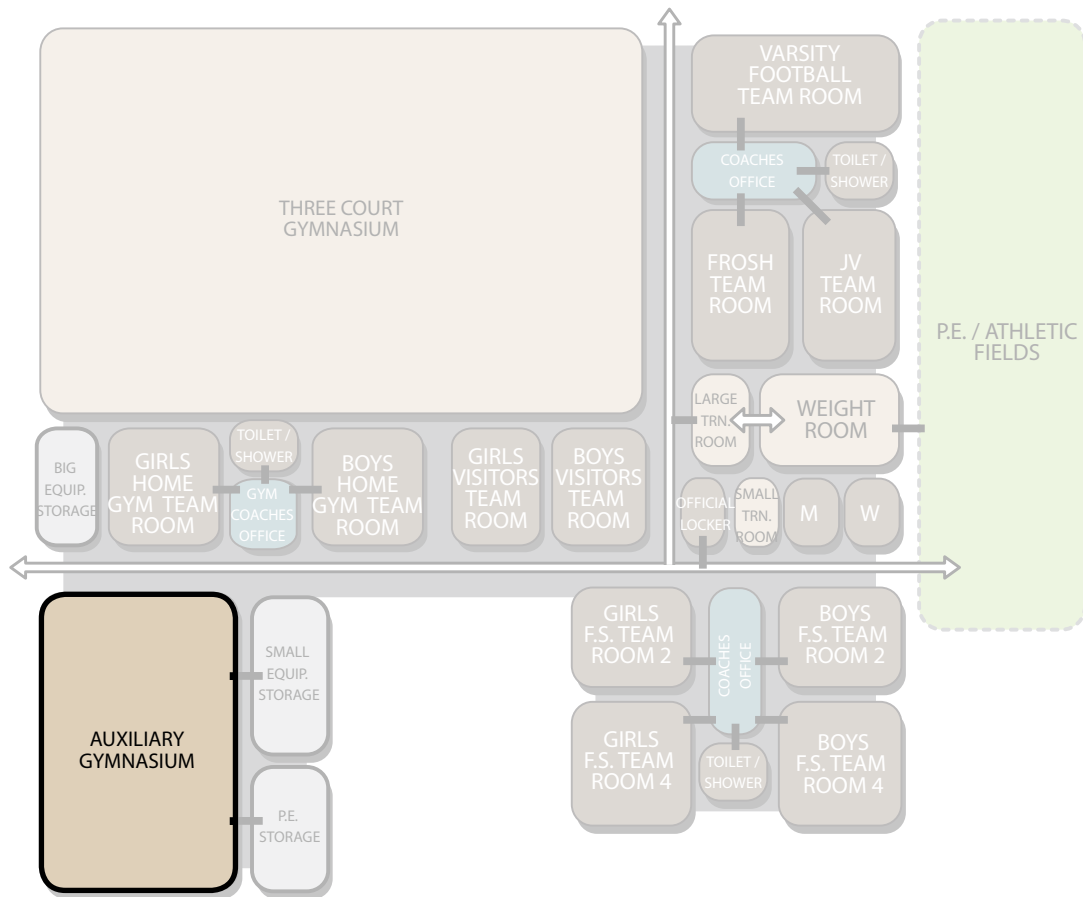 VARSITY
FOOTBALL
TEAM ROOM
COACHES
OFFICE
TOILET /
SHOWER
THREE COURT
GYMNASIUM
FROSH
TEAM
ROOM
JV
TEAM
ROOM
P.E. / ATHLETIC
FIELDS
LARGE
TRN.
ROOM
WEIGHT
ROOM
BIG
EQUIP.
STORAGE
GIRLS
HOME
GYM TEAM
ROOM
TOILET /
SHOWER
GYM
COACHES
OFFICE
BOYS
HOME
GYM TEAM
ROOM
GIRLS
VISITORS
TEAM
ROOM
BOYS
VISITORS
TEAM
ROOM
OFFICIAL
LOCKER
SMALL
TRN.
ROOM
M
W
AUXILIARY
GYMNASIUM
SMALL
EQUIP.
STORAGE
P.E.
STORAGE
GIRLS
F.S. TEAM
ROOM 2
COACHES
OFFICE
BOYS
F.S. TEAM
ROOM 2
GIRLS
F.S. TEAM
ROOM 4
TOILET /
SHOWER
BOYS
F.S. TEAM
ROOM 4